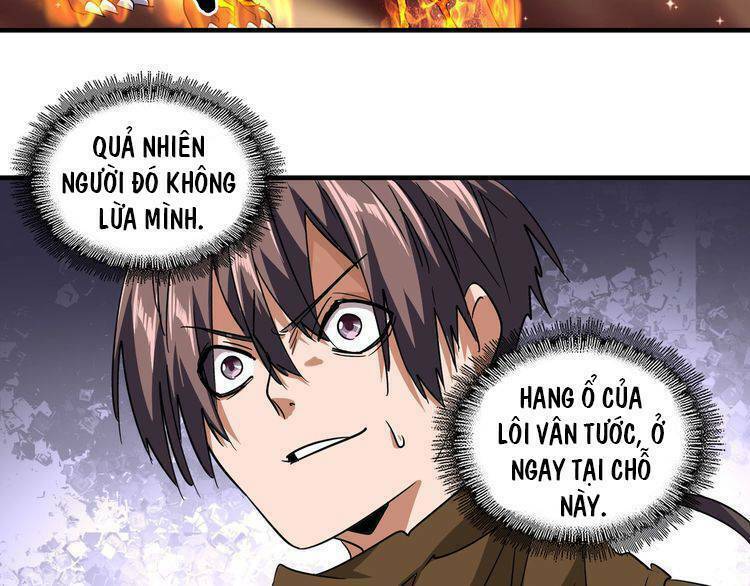 QUẢ NHIÊN
NGƯỜI ĐÓ KHÔNG
LỪA MÌNH.
HANG Ổ CỦA
LÔI VÂN TƯỚC, Ở
NGAY TẠI CHỖ
NÀY.